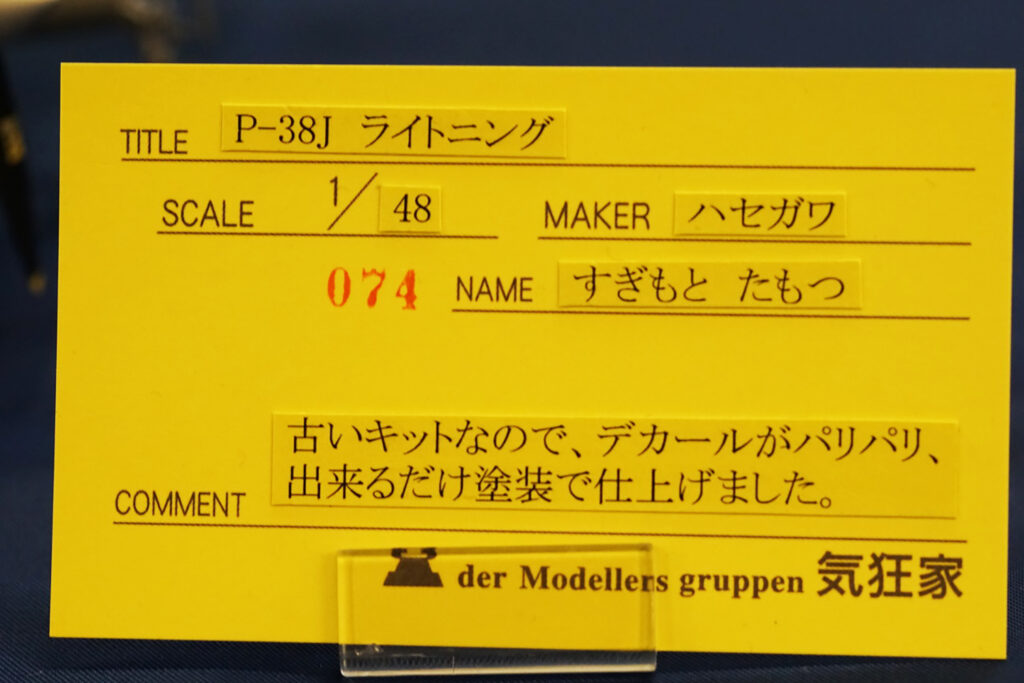 TITLE P-38J ライトニング
SCALE 1/48 MAKER ハセガワ
074 NAME すぎもと たもつ
古いキットなので、デカールがパリパリ、
出来るだけ塗装で仕上げました。
COMMENT
der Modellers gruppen 気狂家